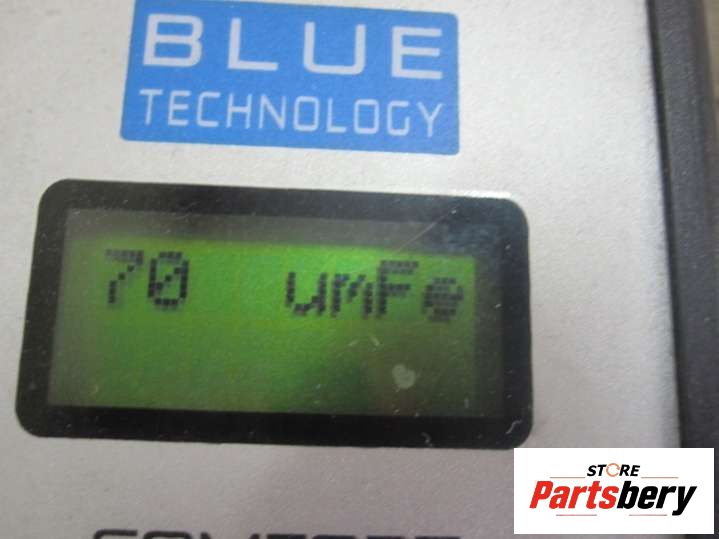 BLUE
TECHNOLOGY
70 umFe
STORE
Partsbery